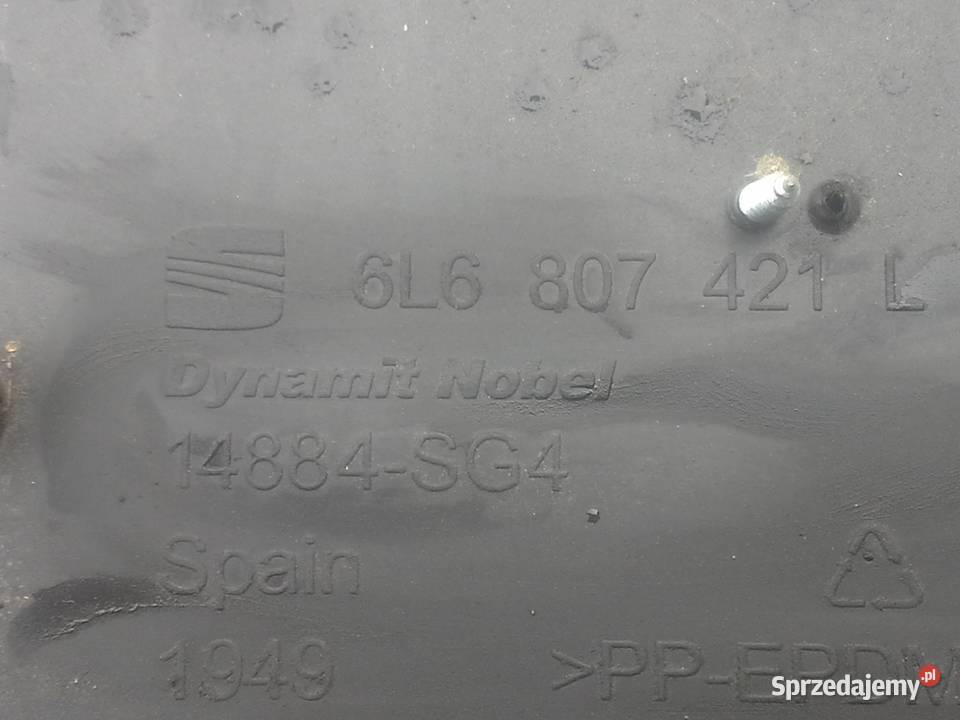 6L6 807 421 L
Dynamit Nobel
14884-SG4
Spain
1949
>PP-EPDM
Sprzedajemy.pl